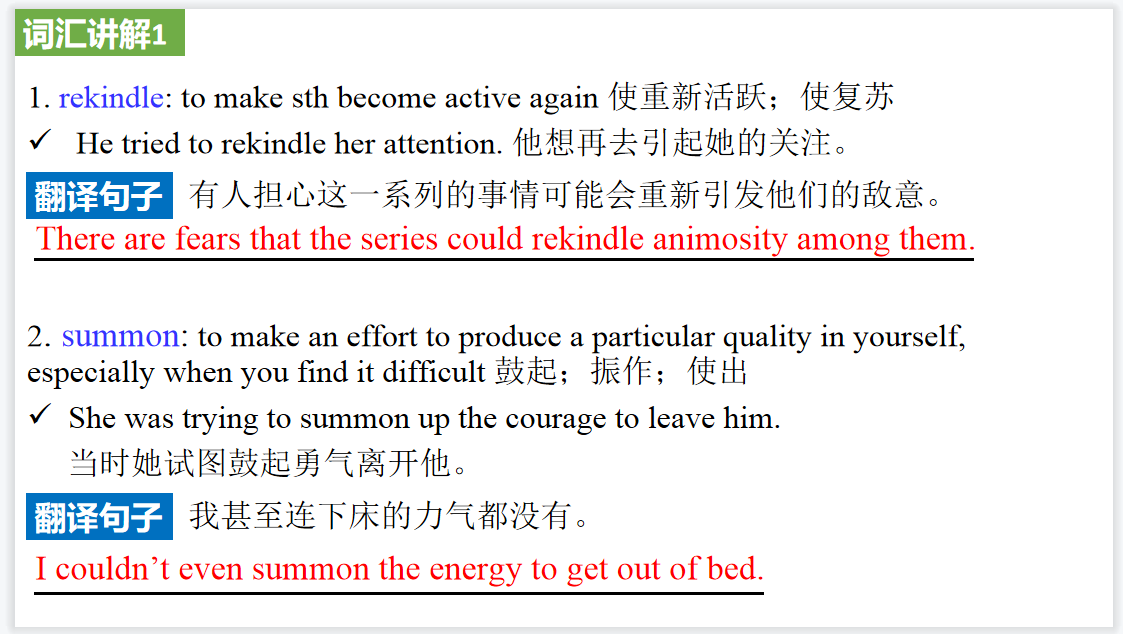 词汇讲解1
1. rekindle: to make sth become active again 使重新活跃；使复苏
✓ He tried to rekindle her attention. 他想再去引起她的关注。
翻译句子 有人担心这一系列的事情可能会重新引发他们的敌意。
There are fears that the series could rekindle animosity among them.
2. summon: to make an effort to produce a particular quality in yourself,
especially when you find it difficult 鼓起；振作；使出
✓ She was trying to summon up the courage to leave him.
当时她试图鼓起勇气离开他。
翻译句子 我甚至连下床的力气都没有。
I couldn’t even summon the energy to get out of bed.